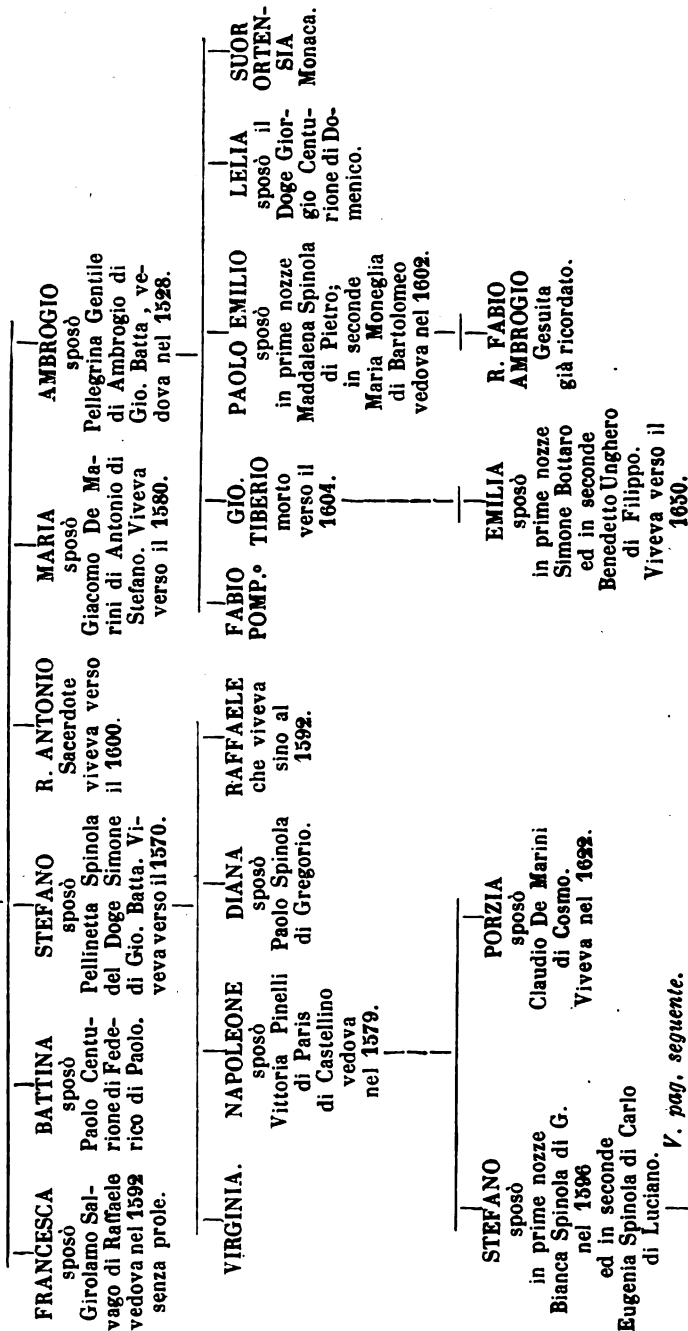 FRANCESCA
sposò
Girolamo Sal-
vago di Raffaele
vedova nel 1592
senza prole.
BATTINA
sposò
Paolo Centu-
rione di Fede-
rico di Paolo.
STEFANO
sposò
Pellinetta Spinola
del Doge Simone
di Gio. Batta. Vi-
veva verso il 1570.
R. ANTONIO
Sacerdote
viveva verso
il 1600.
MARIA
sposò
Giacomo De Ma-
rini di Antonio di
Stefano. Viveva
verso il 1580.
AMBROGIO
sposò
Pellegrina Gentile
di Ambrogio di
Gio. Batta, ve-
dova nel 1528.
VIRGINIA.
NAPOLEONE
sposò
Vittoria Pinelli
di Paris
di Castellino
vedova
nel 1579.
DIANA
sposò
Paolo Spinola
di Gregorio.
RAFFAELE
che viveva
sino al
1592.
FABIO
POMP.º
GIO.
TIBERIO
morto
verso il
1604.
PAOLO EMILIO
sposò
in prime nozze
Maddalena Spinola
di Pietro;
in seconde
Maria Moneglia
di Bartolomeo
vedova nel 1602.
LELIA
sposò il
Doge Gior-
gio Centu-
rione di Do-
menico.
SUOR
ORTEN-
SIA
Monaca.
STEFANO
sposò
in prime nozze
Bianca Spinola di G.
nel 1596
ed in seconde
Eugenia Spinola di Carlo
di Luciano.
V. pag. seguente.
PORZIA
sposò
Claudio De Marini
di Cosmo.
Viveva nel 1622.
EMILIA
sposò
in prime nozze
Simone Bottaro
ed in seconde
Benedetto Unghero
di Filippo.
Viveva verso il
1650.
R. FABIO
AMBROGIO
Gesuita
già ricordato.